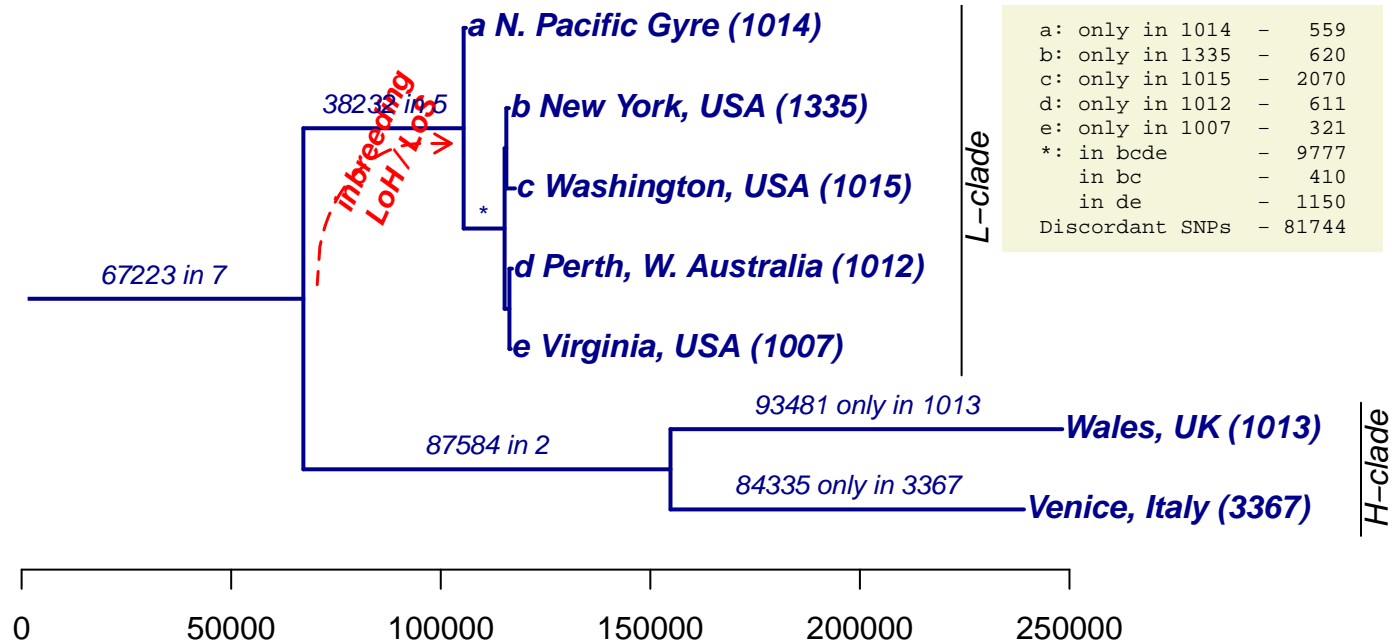 a N. Pacific Gyre (1014)
38232 in 5
inbreeding
LoH / LoS
b New York, USA (1335)
*
c Washington, USA (1015)
67223 in 7
d Perth, W. Australia (1012)
e Virginia, USA (1007)
L−clade
a: only in 1014 − 559
b: only in 1335 − 620
c: only in 1015 − 2070
d: only in 1012 − 611
e: only in 1007 − 321
*: in bcde − 9777
in bc − 410
in de − 1150
Discordant SNPs − 81744
93481 only in 1013
Wales, UK (1013)
87584 in 2
84335 only in 3367
Venice, Italy (3367)
H−clade
0 50000 100000 150000 200000 250000